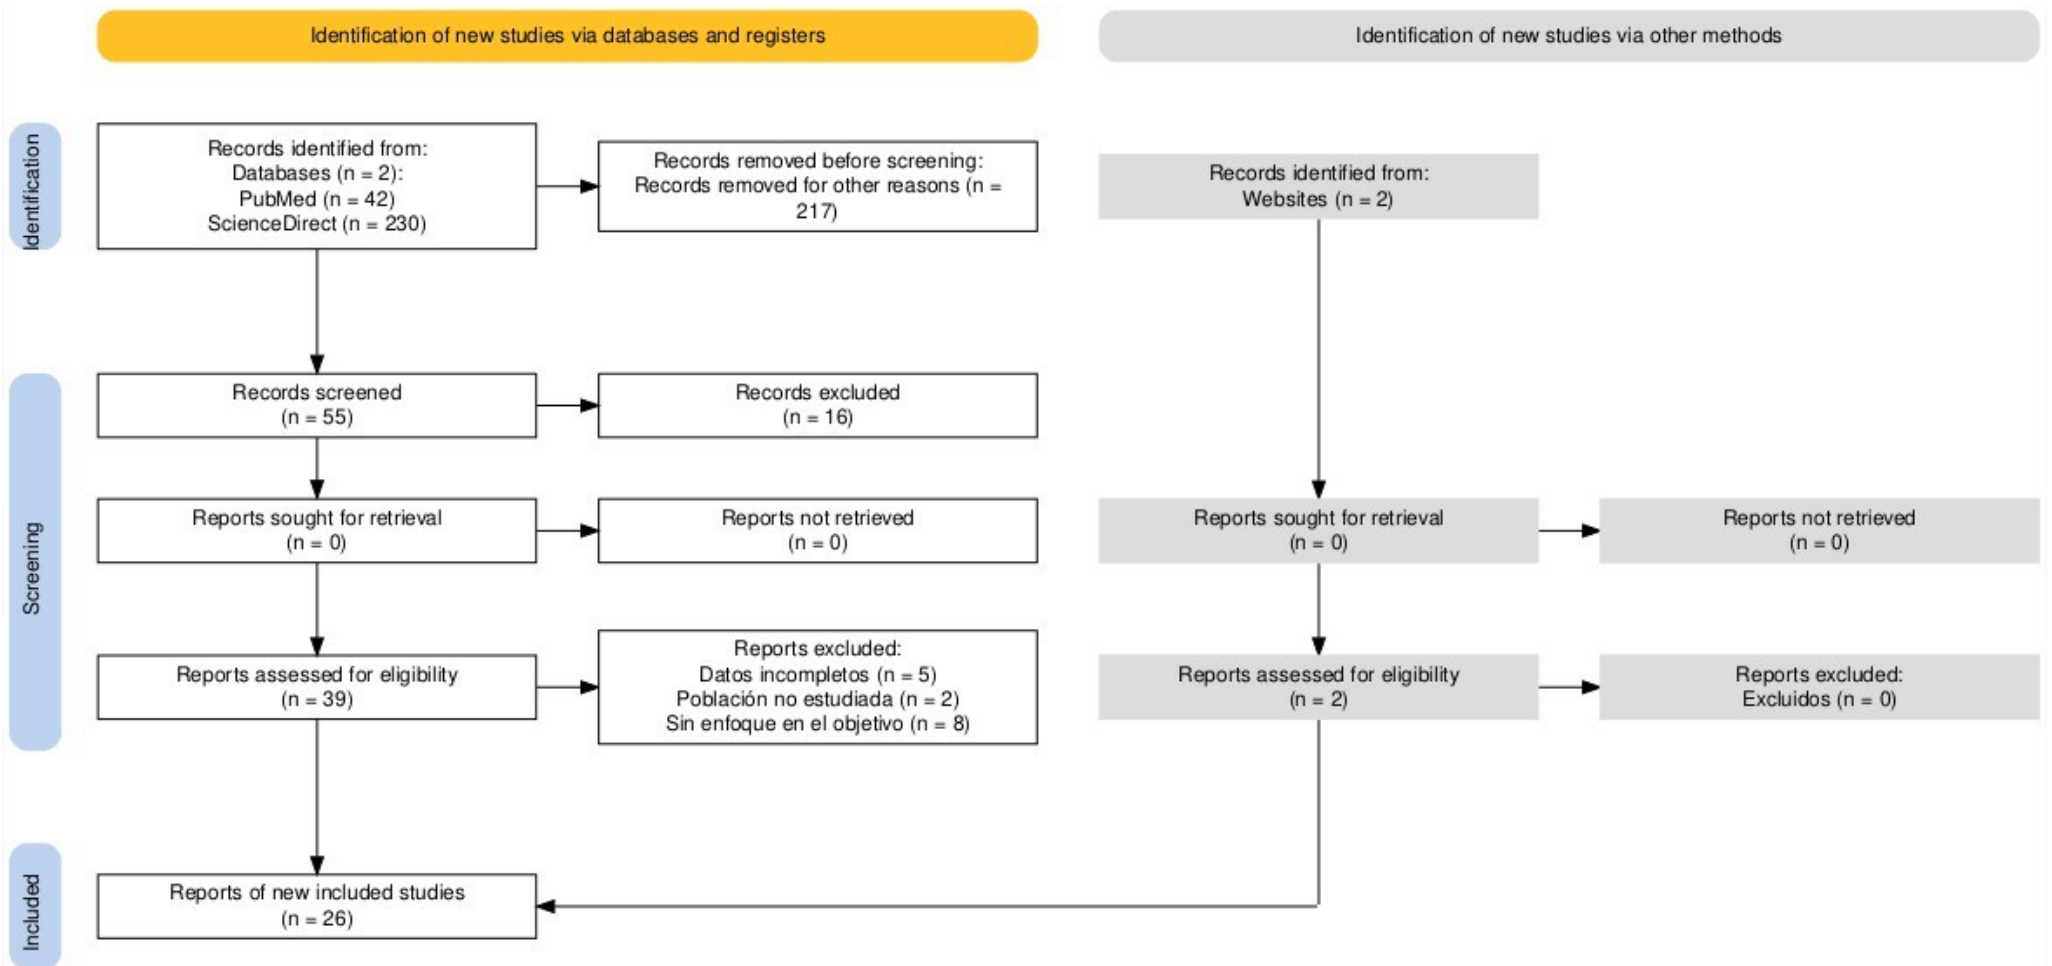 Identification of new studies via databases and registers
Identification of new studies via other methods
Identification
Records identified from:
Databases (n = 2):
PubMed (n = 42)
ScienceDirect (n = 230)
Records removed before screening:
Records removed for other reasons (n =
217)
Records identified from:
Websites (n = 2)
Screening
Records screened
(n = 55)
Records excluded
(n = 16)
Reports sought for retrieval
(n = 0)
Reports not retrieved
(n = 0)
Reports sought for retrieval
(n = 0)
Reports not retrieved
(n = 0)
Reports assessed for eligibility
(n = 39)
Reports excluded:
Datos incompletos (n = 5)
Población no estudiada (n = 2)
Sin enfoque en el objetivo (n = 8)
Reports assessed for eligibility
(n = 2)
Reports excluded:
Excluidos (n = 0)
Included
Reports of new included studies
(n = 26)